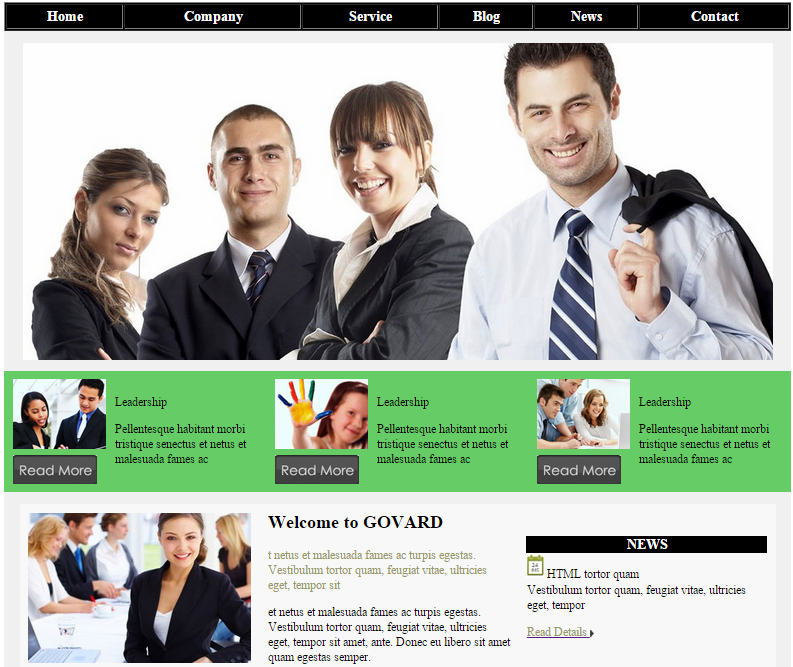 Home Company Service Blog News Contact
Leadership
Pellentesque habitant morbi
tristique senectus et netus et
malesuada fames ac
Read More
Leadership
Pellentesque habitant morbi
tristique senectus et netus et
malesuada fames ac
Read More
Leadership
Pellentesque habitant morbi
tristique senectus et netus et
malesuada fames ac
Read More
Welcome to GOVARD
t netus et malesuada fames ac turpis egestas.
Vestibulum tortor quam, feugiat vitae, ultricies
eget, tempor sit
et netus et malesuada fames ac turpis egestas.
Vestibulum tortor quam, feugiat vitae, ultricies
eget, tempor sit amet, ante. Donec eu libero sit amet
quam egestas semper.
NEWS
24
HTML tortor quam
Vestibulum tortor quam, feugiat vitae, ultricies
eget, tempor
Read Details